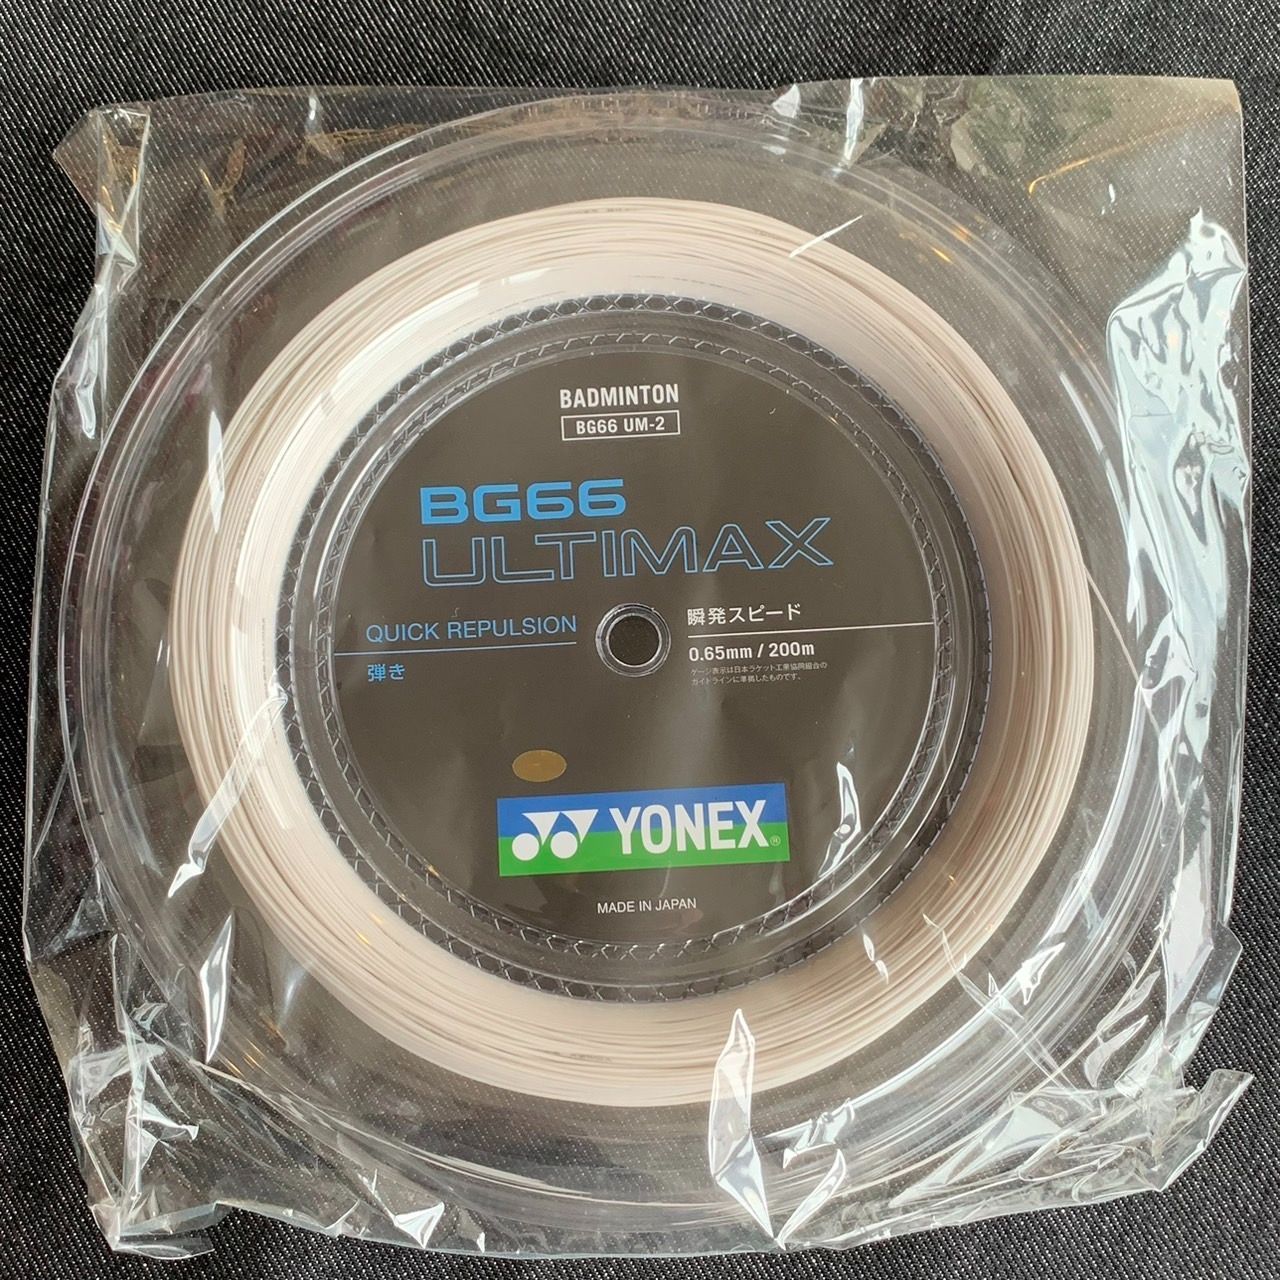 BADMINTON
BG66 UM-2
BG66
ULTIMAX
QUICK REPULSION
弾き
瞬発スピード
0.65mm / 200m
ゲージ表示は日本ラケット工業協同組合の
ガイドラインに準拠したものです。
YONEX®
MADE IN JAPAN